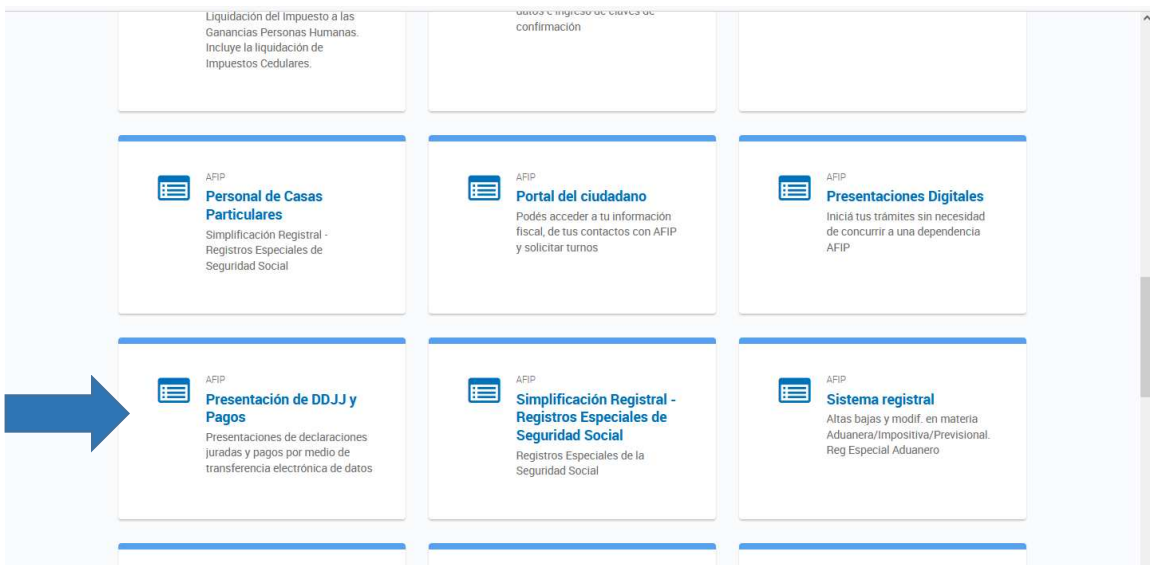 Liquidación del Impuesto a las
Ganancias Personas Humanas.
Incluye la liquidación de
Impuestos Cedulares.
datos e ingreso de claves de
confirmación
AFIP
Personal de Casas
Particulares
Simplificación Registral -
Registros Especiales de
Seguridad Social
AFIP
Portal del ciudadano
Podés acceder a tu información
fiscal, de tus contactos con AFIP
y solicitar turnos
AFIP
Presentaciones Digitales
Iniciá tus trámites sin necesidad
de concurrir a una dependencia
AFIP
AFIP
Presentación de DDJJ y
Pagos
Presentaciones de declaraciones
juradas y pagos por medio de
transferencia electrónica de datos
AFIP
Simplificación Registral -
Registros Especiales de
Seguridad Social
Registros Especiales de la
Seguridad Social
AFIP
Sistema registral
Altas bajas y modif. en materia
Aduanera/Impositiva/Previsional.
Reg Especial Aduanero